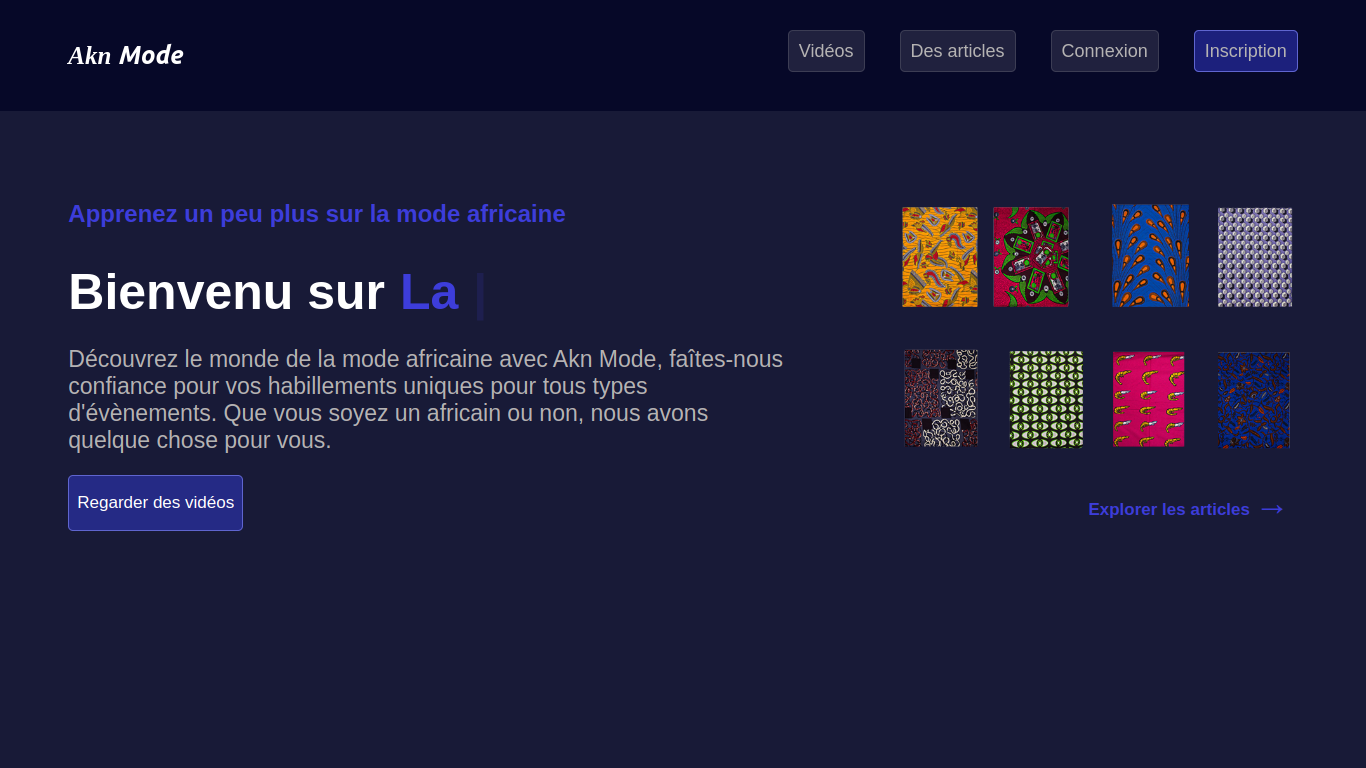 Akn Mode
Vidéos
Des articles
Connexion
Inscription
Apprenez un peu plus sur la mode africaine
Bienvenu sur La
Découvrez le monde de la mode africaine avec Akn Mode, faîtes-nous
confiance pour vos habillements uniques pour tous types
d'évènements. Que vous soyez un africain ou non, nous avons
quelque chose pour vous.
Regarder des vidéos
Explorer les articles →